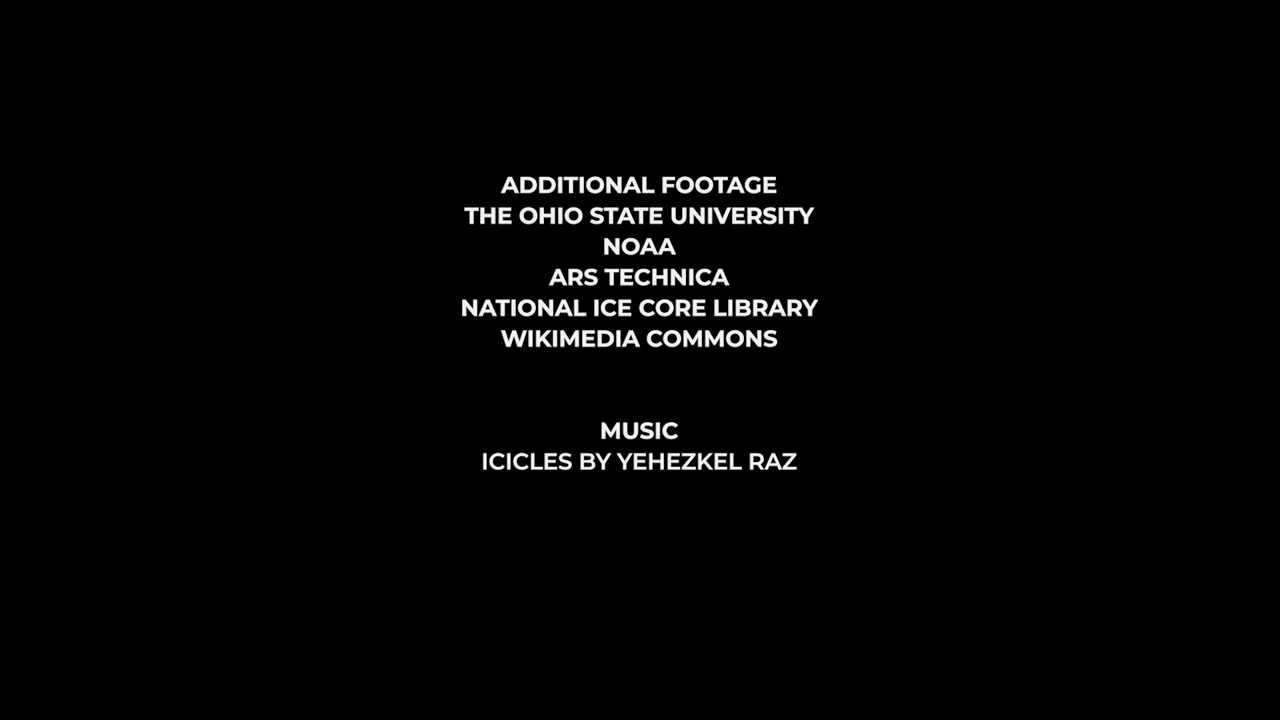 ADDITIONAL FOOTAGE
THE OHIO STATE UNIVERSITY
NOAA
ARS TECHNICA
NATIONAL ICE CORE LIBRARY
WIKIMEDIA COMMONS
MUSIC
ICICLES BY YEHEZKEL RAZ